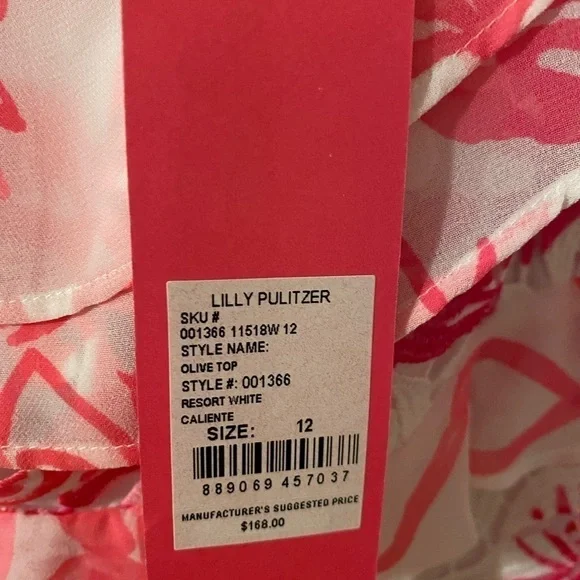 LILLY PULITZER
SKU #
001366 11518W 12
STYLE NAME:
OLIVE TOP
STYLE #: 001366
RESORT WHITE
CALIENTE
SIZE: 12
889069 457037
MANUFACTURER'S SUGGESTED PRICE
$168.00